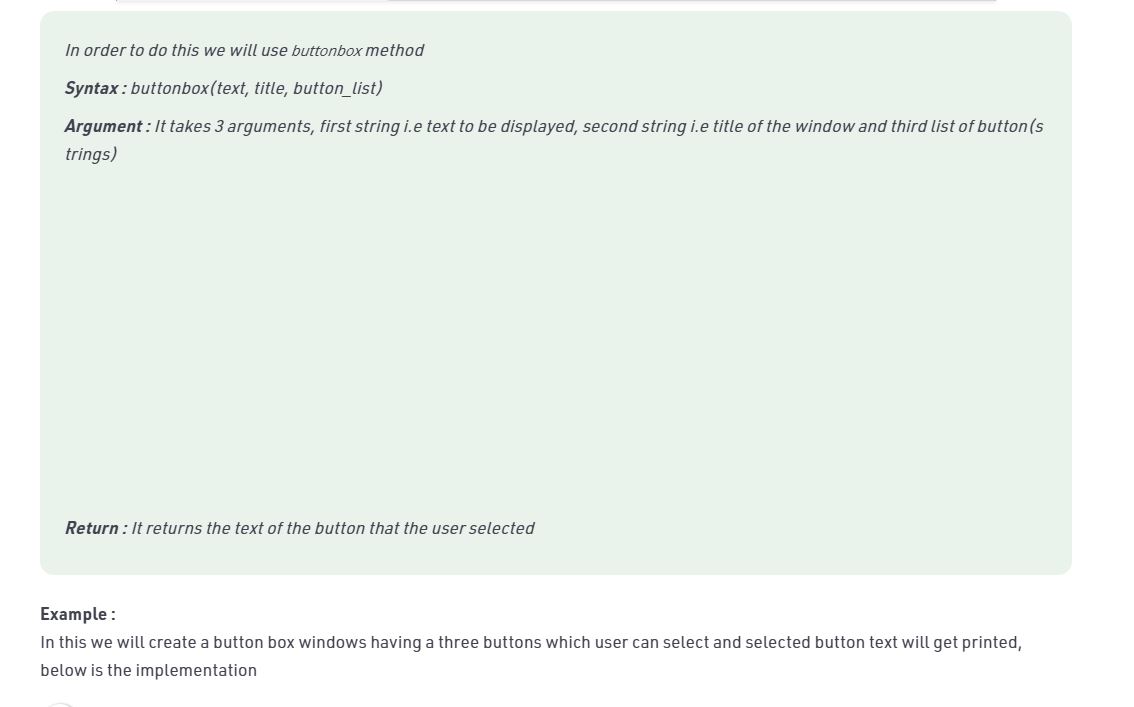 In order to do this we will use buttonbox method
Syntax : buttonbox(text, title, button_list)
Argument : It takes 3 arguments, first string i.e text to be displayed, second string i.e title of the window and third list of button(s
trings)
Return : It returns the text of the button that the user selected
Example :
In this we will create a button box windows having a three buttons which user can select and selected button text will get printed,
below is the implementation